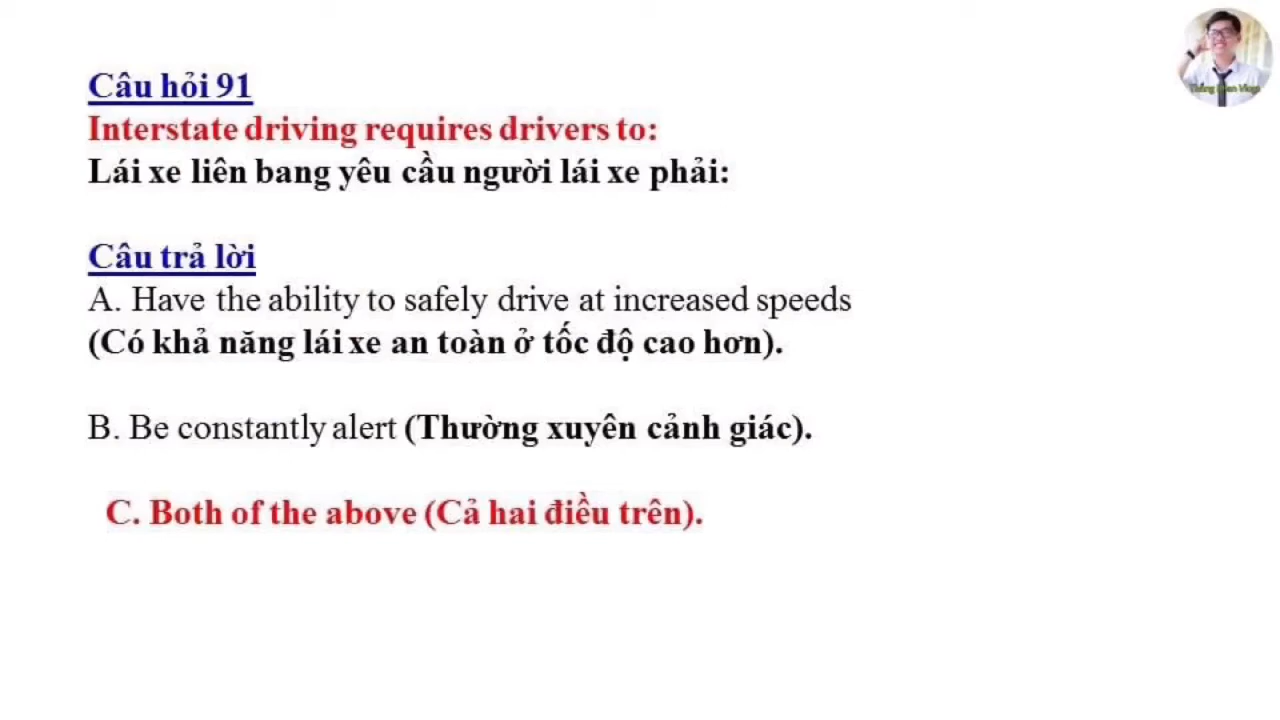 Câu hỏi 91
Interstate driving requires drivers to:
Lái xe liên bang yêu cầu người lái xe phải:
Câu trả lời
A. Have the ability to safely drive at increased speeds
(Có khả năng lái xe an toàn ở tốc độ cao hơn).
B. Be constantly alert (Thường xuyên cảnh giác).
C. Both of the above (Cả hai điều trên).